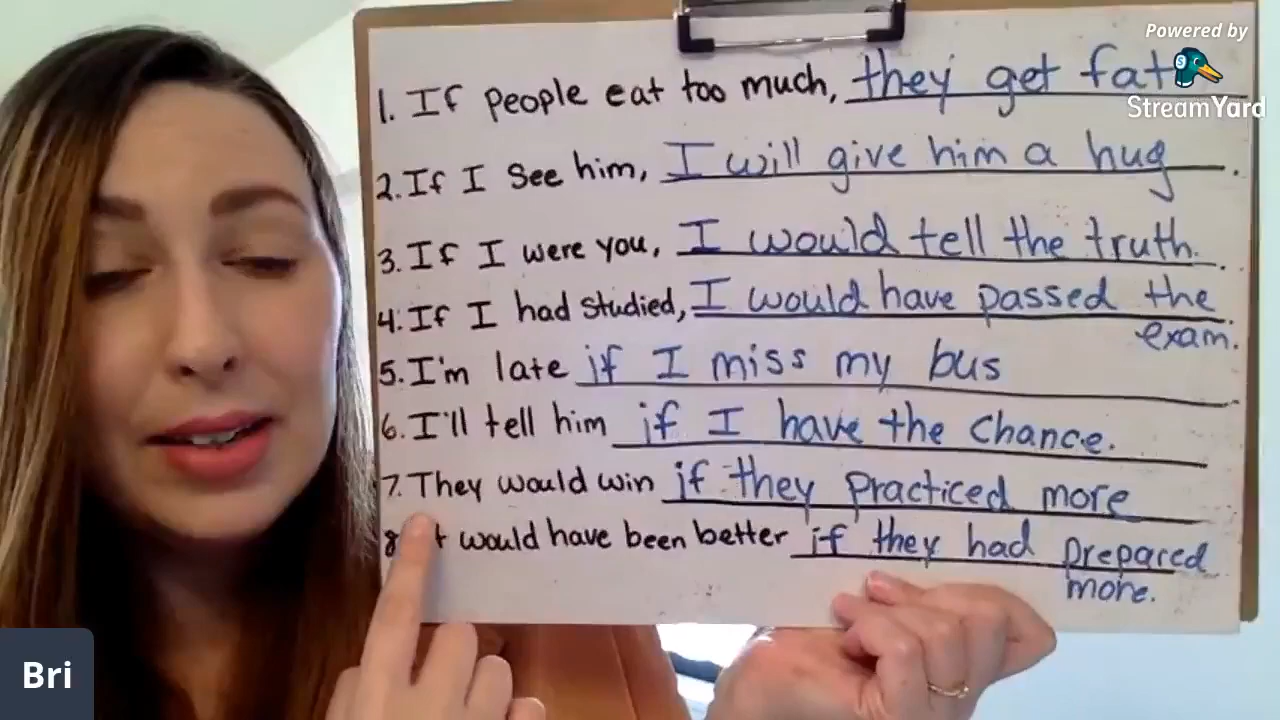 Powered by
StreamYard
1. If people eat too much, they get fat
2. If I see him, I will give him a hug.
3. If I were you, I would tell the truth.
4. If I had studied, I would have passed the
exam.
5. I'm late if I miss my bus
6. I'll tell him if I have the chance.
7. They would win if they practiced more
would have been better if they had prepared
more.
Bri